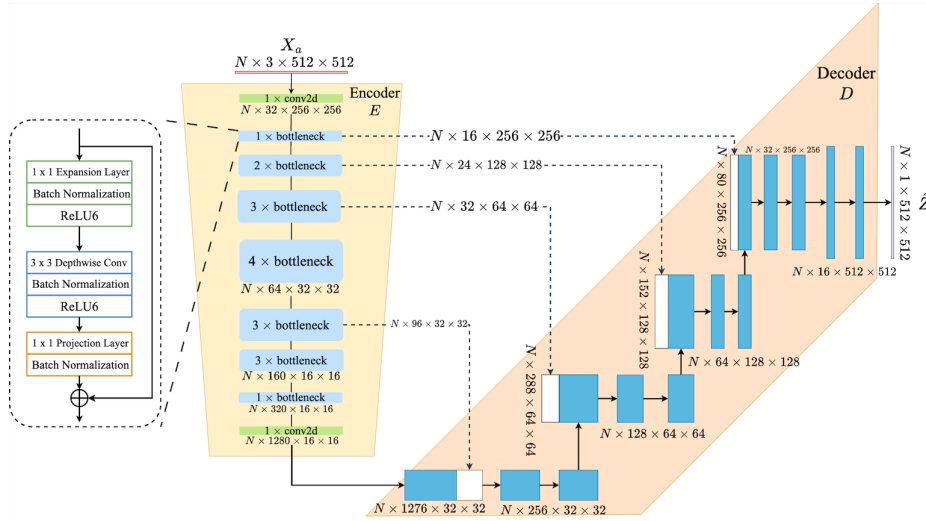 X_a
N × 3 × 512 × 512
Encoder
E
1 × conv2d
N × 32 × 256 × 256
1 × bottleneck
2 × bottleneck
3 × bottleneck
4 × bottleneck
N × 64 × 32 × 32
3 × bottleneck
3 × bottleneck
N × 160 × 16 × 16
1 × bottleneck
N × 320 × 16 × 16
1 × conv2d
N × 1280 × 16 × 16
1 x 1 Expansion Layer
Batch Normalization
ReLU6
3 x 3 Depthwise Conv
Batch Normalization
ReLU6
1 x 1 Projection Layer
Batch Normalization
N × 16 × 256 × 256
N × 24 × 128 × 128
N × 32 × 64 × 64
N × 96 × 32 × 32
Decoder
D
N × 1276 × 32 × 32
N × 256 × 32 × 32
N × 288 × 64 × 64
N × 128 × 64 × 64
N × 152 × 128 × 128
N × 64 × 128 × 128
N × 80 × 256 × 256
N × 32 × 256 × 256
N × 16 × 512 × 512
N × 1 × 512 × 512
Ẑ